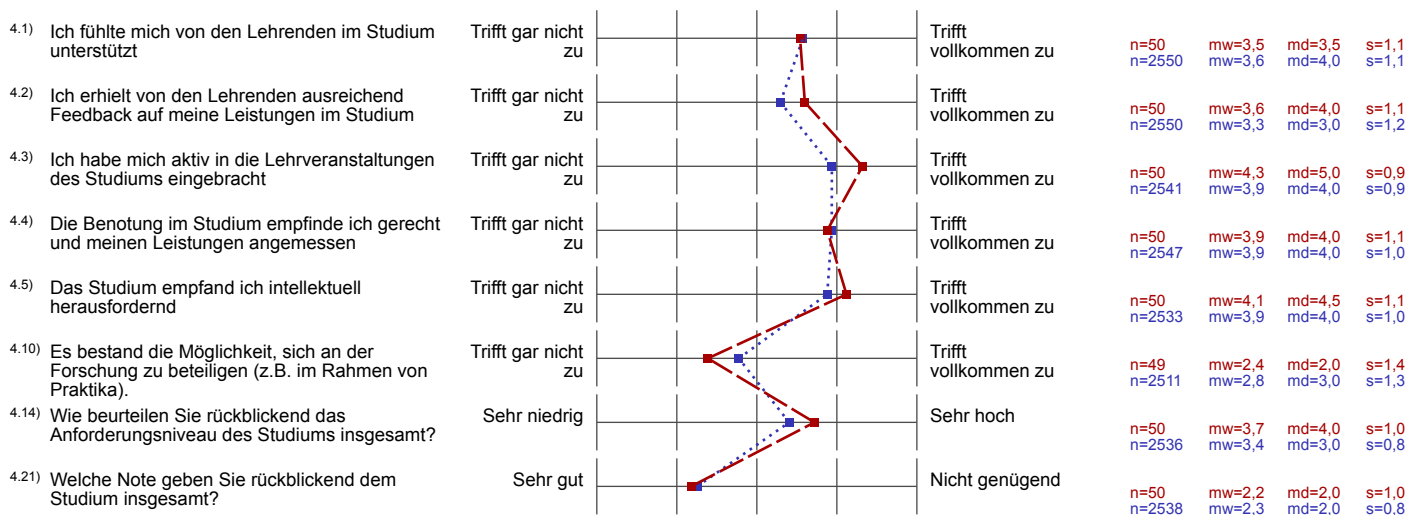 4.1) Ich fühlte mich von den Lehrenden im Studium
unterstützt
Trifft gar nicht
zu
Trifft
vollkommen zu
n=50 mw=3,5 md=3,5 s=1,1
n=2550 mw=3,6 md=4,0 s=1,1
4.2) Ich erhielt von den Lehrenden ausreichend
Feedback auf meine Leistungen im Studium
Trifft gar nicht
zu
Trifft
vollkommen zu
n=50 mw=3,6 md=4,0 s=1,1
n=2550 mw=3,3 md=3,0 s=1,2
4.3) Ich habe mich aktiv in die Lehrveranstaltungen
des Studiums eingebracht
Trifft gar nicht
zu
Trifft
vollkommen zu
n=50 mw=4,3 md=5,0 s=0,9
n=2541 mw=3,9 md=4,0 s=0,9
4.4) Die Benotung im Studium empfinde ich gerecht
und meinen Leistungen angemessen
Trifft gar nicht
zu
Trifft
vollkommen zu
n=50 mw=3,9 md=4,0 s=1,1
n=2547 mw=3,9 md=4,0 s=1,0
4.5) Das Studium empfand ich intellektuell
herausfordernd
Trifft gar nicht
zu
Trifft
vollkommen zu
n=50 mw=4,1 md=4,5 s=1,1
n=2533 mw=3,9 md=4,0 s=1,0
4.10) Es bestand die Möglichkeit, sich an der
Forschung zu beteiligen (z.B. im Rahmen von
Praktika).
Trifft gar nicht
zu
Trifft
vollkommen zu
n=49 mw=2,4 md=2,0 s=1,4
n=2511 mw=2,8 md=3,0 s=1,3
4.14) Wie beurteilen Sie rückblickend das
Anforderungsniveau des Studiums insgesamt?
Sehr niedrig
Sehr hoch
n=50 mw=3,7 md=4,0 s=1,0
n=2536 mw=3,4 md=3,0 s=0,8
4.21) Welche Note geben Sie rückblickend dem
Studium insgesamt?
Sehr gut
Nicht genügend
n=50 mw=2,2 md=2,0 s=1,0
n=2538 mw=2,3 md=2,0 s=0,8